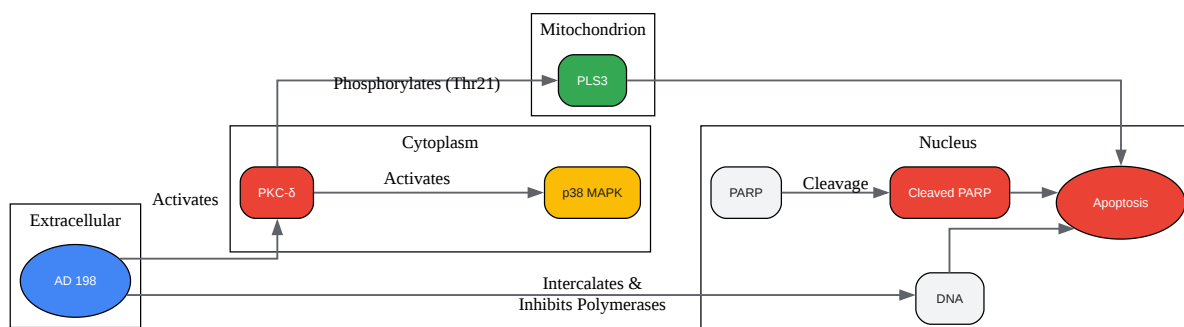 Mitochondrion
PLS3
Phosphorylates (Thr21)
Cytoplasm
PKC-δ
Activates
p38 MAPK
Nucleus
PARP
Cleavage
Cleaved PARP
Apoptosis
Activates
Extracellular
AD 198
Intercalates &
Inhibits Polymerases
DNA